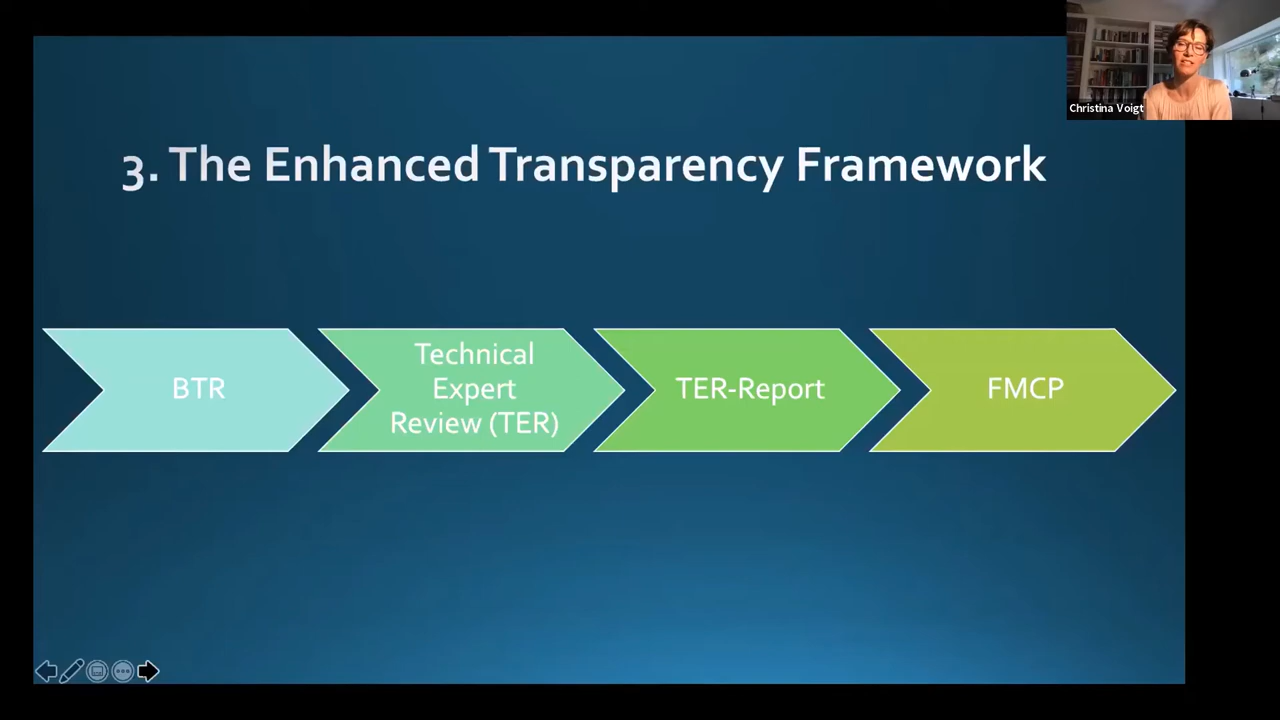 Christina Voigt
3. The Enhanced Transparency Framework
BTR
Technical
Expert
Review (TER)
TER-Report
FMCP